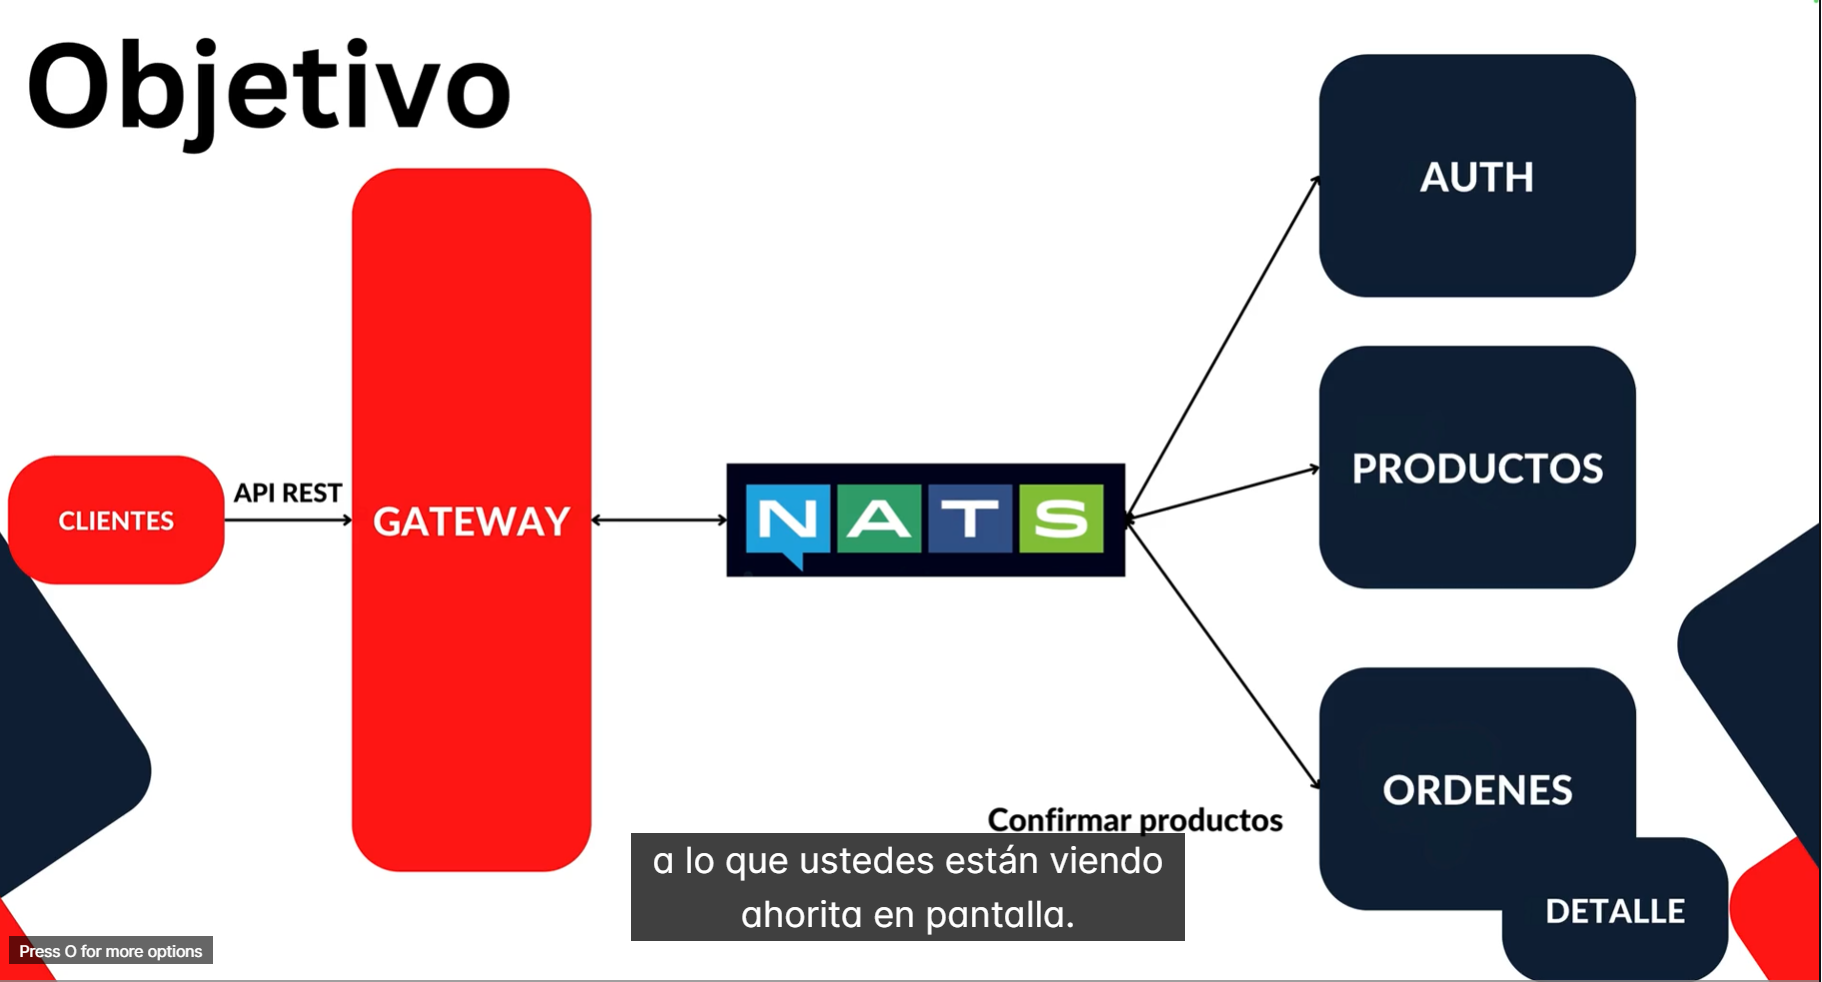 Objetivo
AUTH
PRODUCTOS
CLIENTES
API REST
GATEWAY
NATS
ORDENES
Confirmar productos
a lo que ustedes están viendo
ahorita en pantalla.
DETALLE
Press O for more options